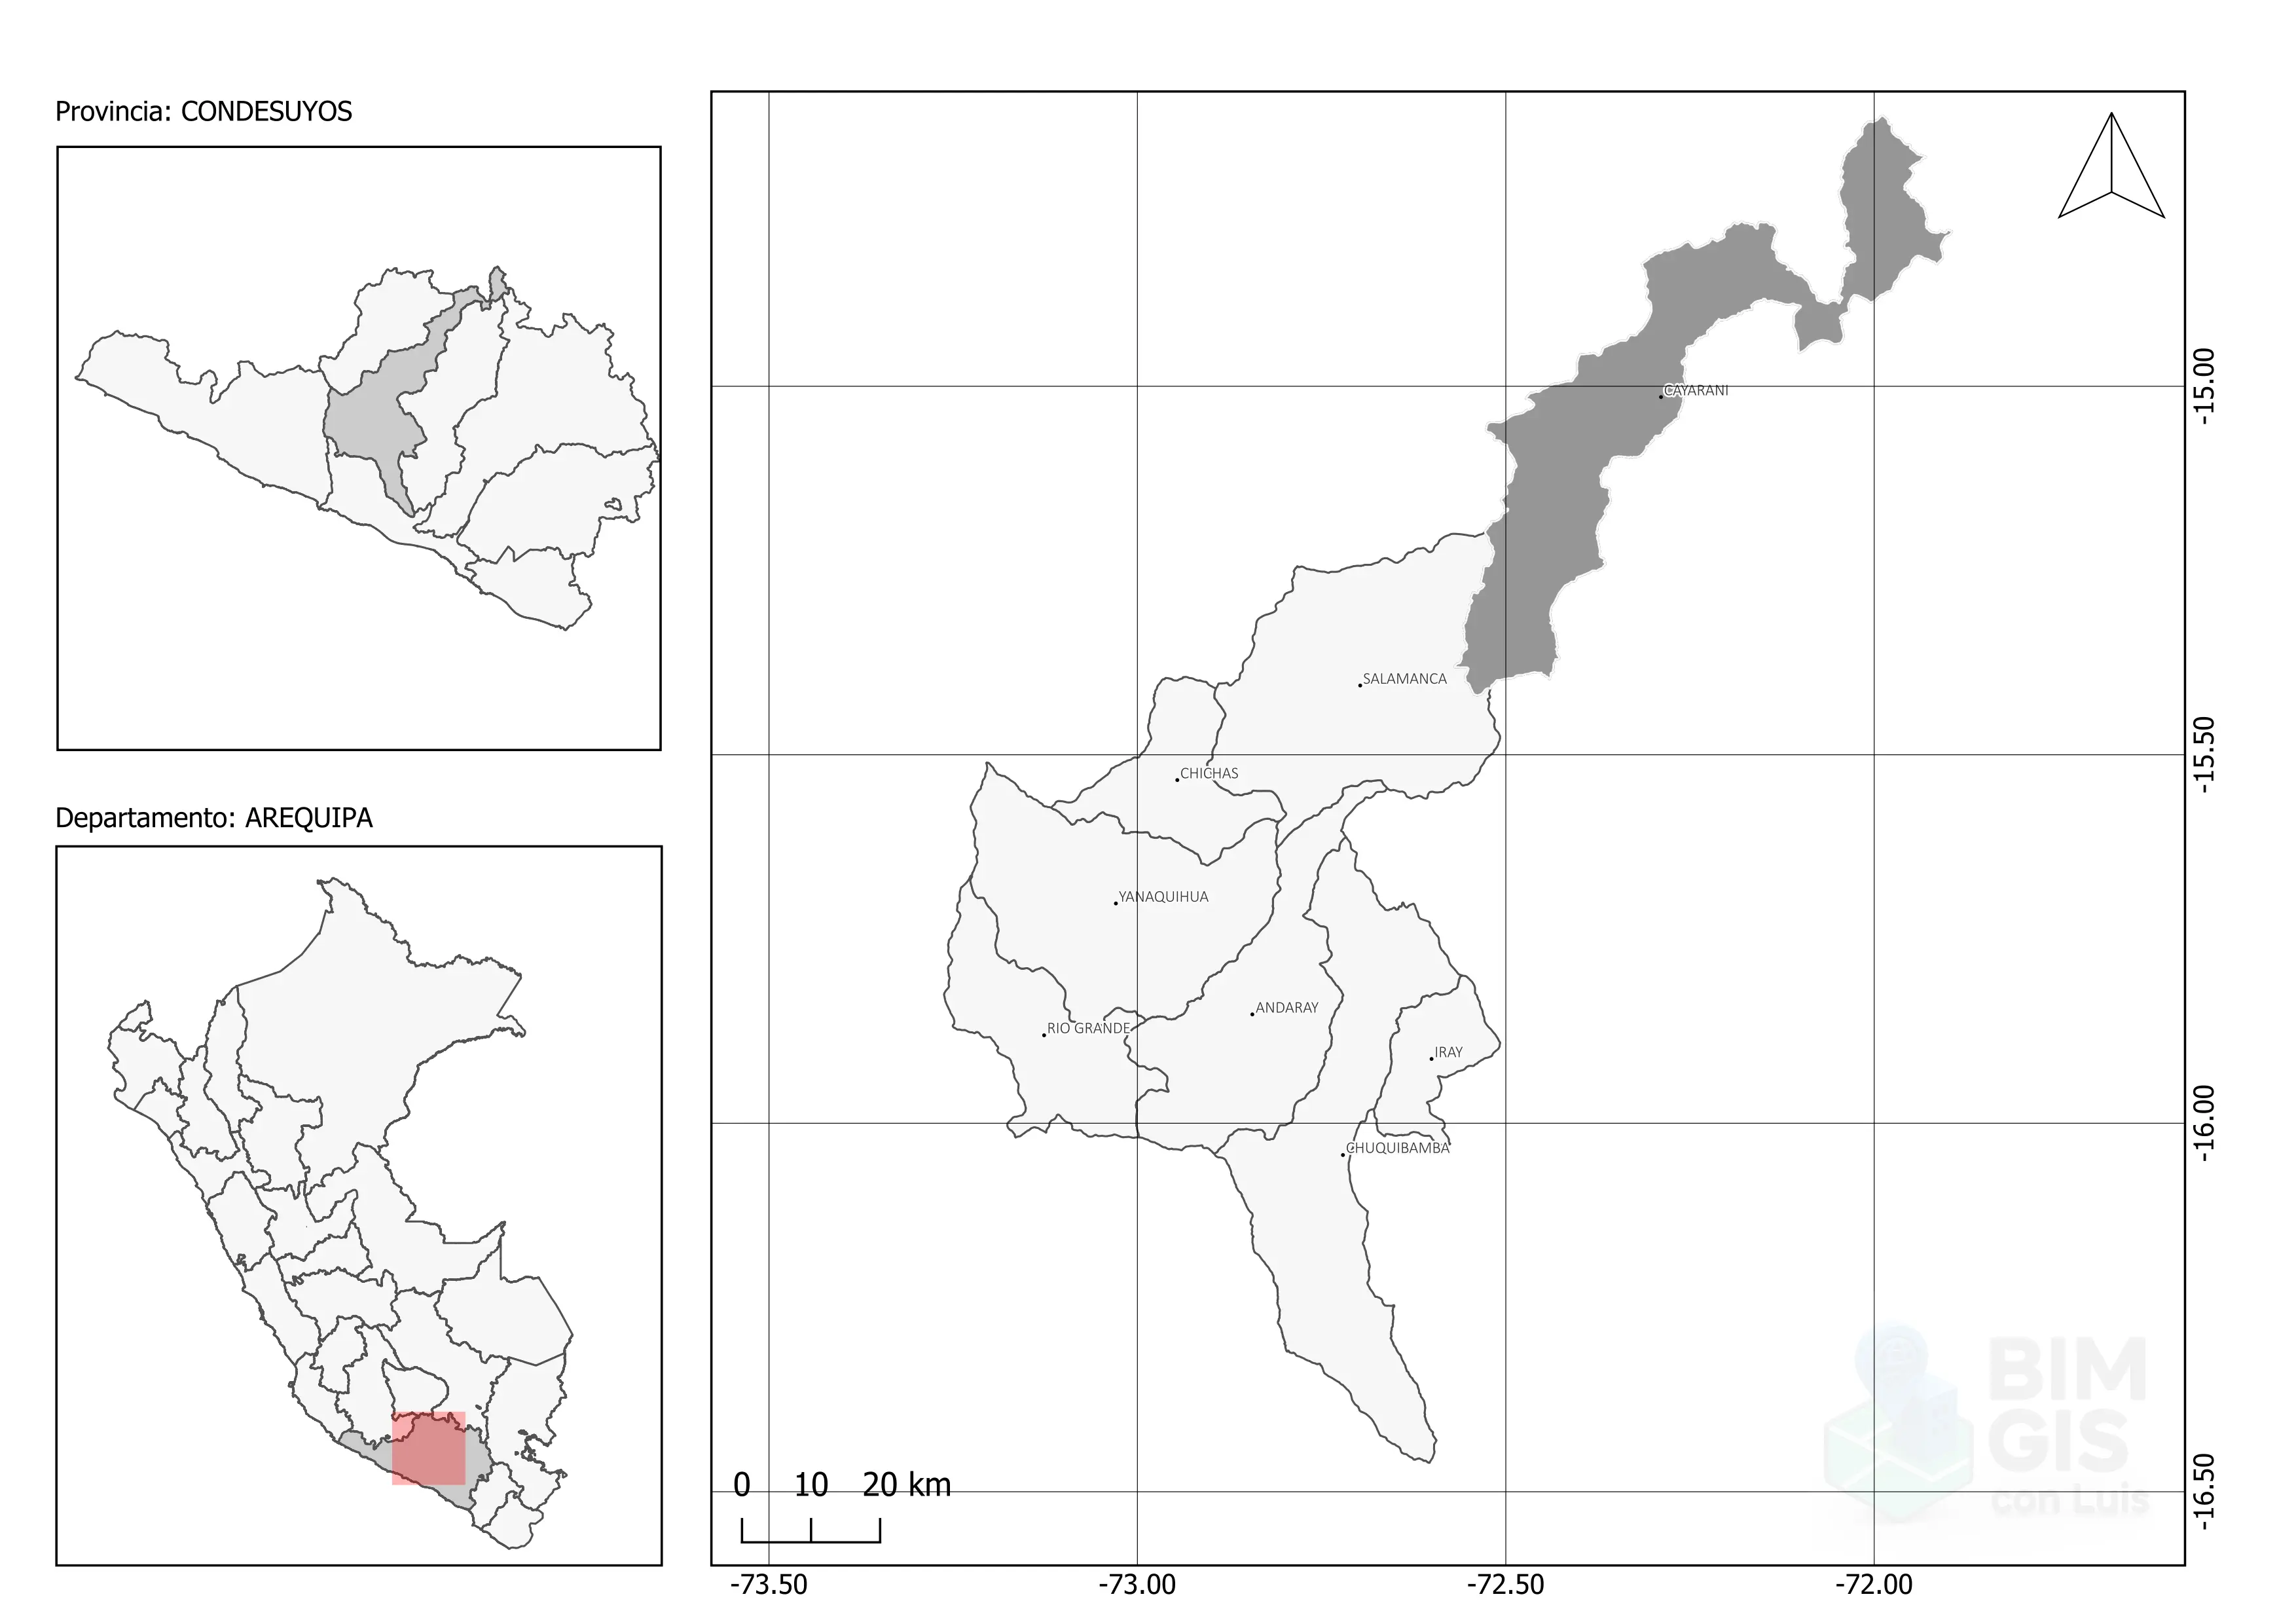 Provincia: CONDESUYOS
Departamento: AREQUIPA
CAYARANI
SALAMANCA
CHICHAS
YANAQUIHUA
ANDARAY
RIO GRANDE
IRAY
CHUQUIBAMBA
-15.00
-15.50
-16.00
-16.50
0 10 20 km
-73.50 -73.00 -72.50 -72.00
BIM
GIS
con Luis